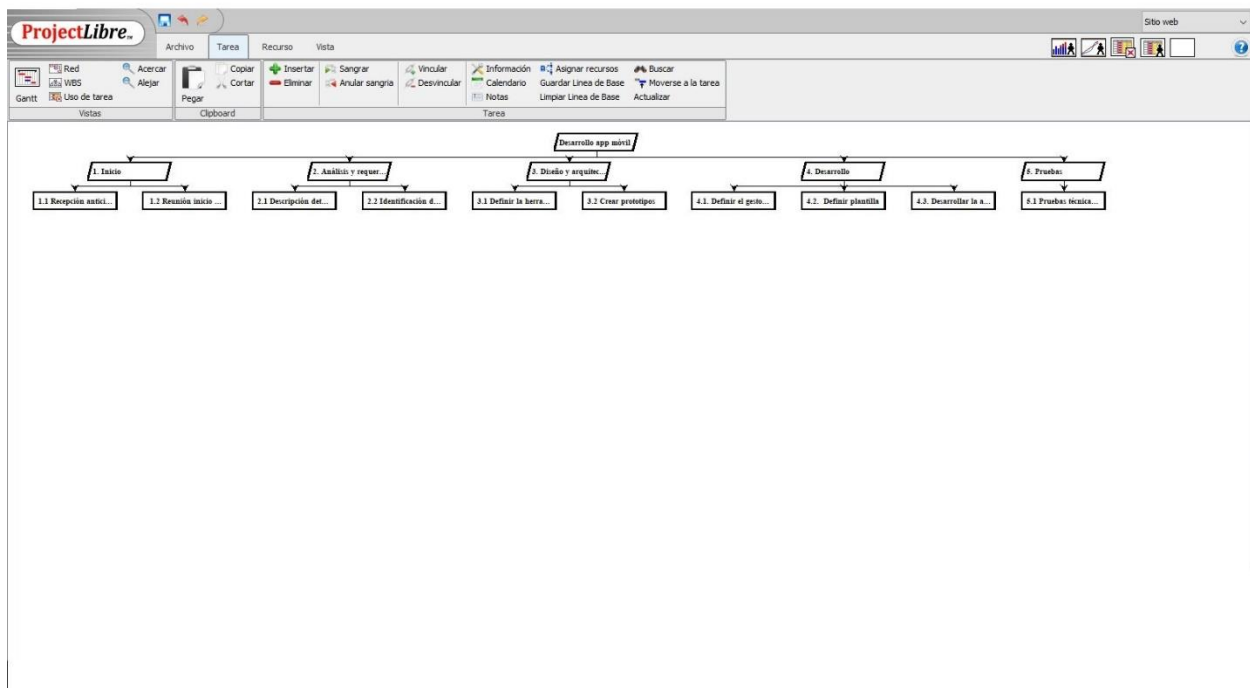 ProjectLibre
Sitio web
Archivo Tarea Recurso Vista
Gantt
Red
WBS
Uso de tarea
Acercar
Alejar
Vistas
Pegar
Copiar
Cortar
Clipboard
Insertar
Eliminar
Sangrar
Anular sangria
Vincular
Desvincular
Información
Calendario
Notas
Asignar recursos
Guardar Linea de Base
Limpiar Linea de Base
Buscar
Moverse a la tarea
Actualizar
Tarea
Desarrollo app móvil
1. Inicio
2. Análisis y requer...
3. Diseño y arquitec...
4. Desarrollo
5. Pruebas
1.1 Recepción antici...
1.2 Reunión inicio ...
2.1 Descripción det...
2.2 Identificación d...
3.1 Definir la herra...
3.2 Crear prototipos
4.1. Definir el gesto...
4.2. Definir plantilla
4.3. Desarrollar la a...
5.1 Pruebas técnica...